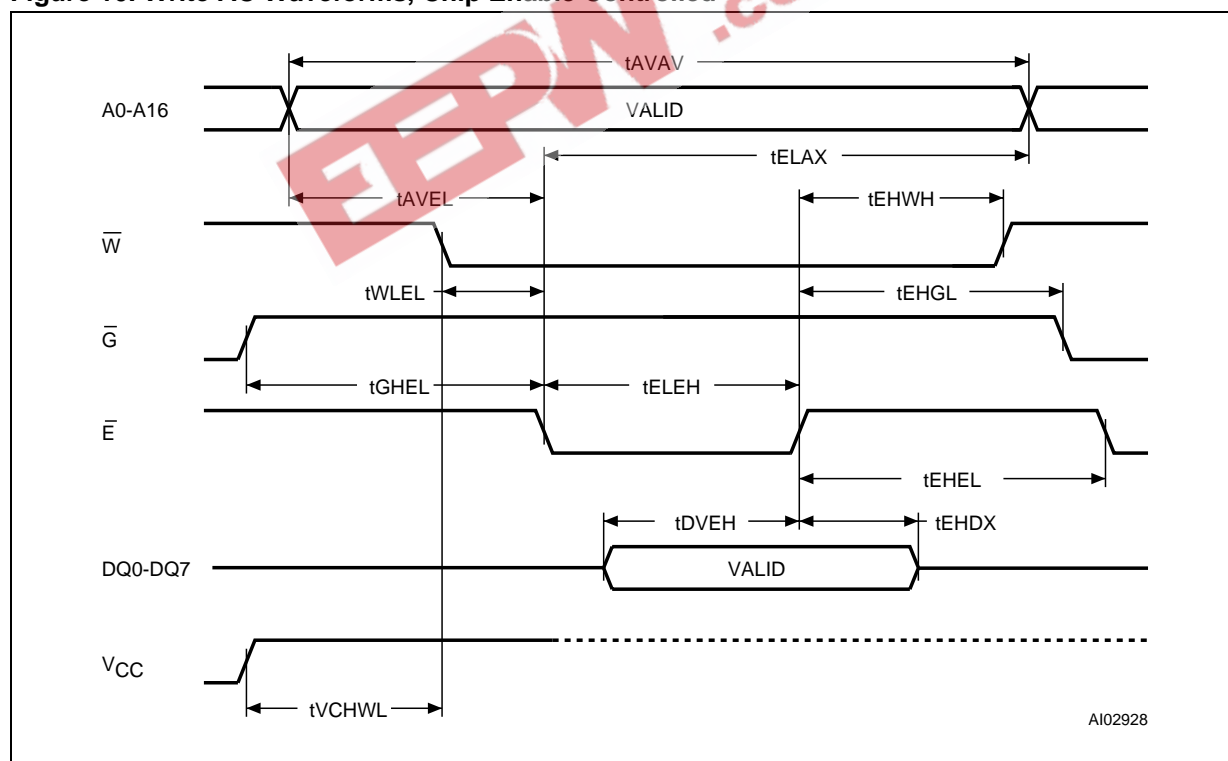 tAVAV
A0-A16
VALID
tELAX
tAVEL
tEHWH
W̅
tWLEL
tEHGL
G̅
tGHEL
tELEH
E̅
tEHEL
tDVEH
tEHDX
DQ0-DQ7
VALID
VCC
tVCHWL
AI02928
EEPW